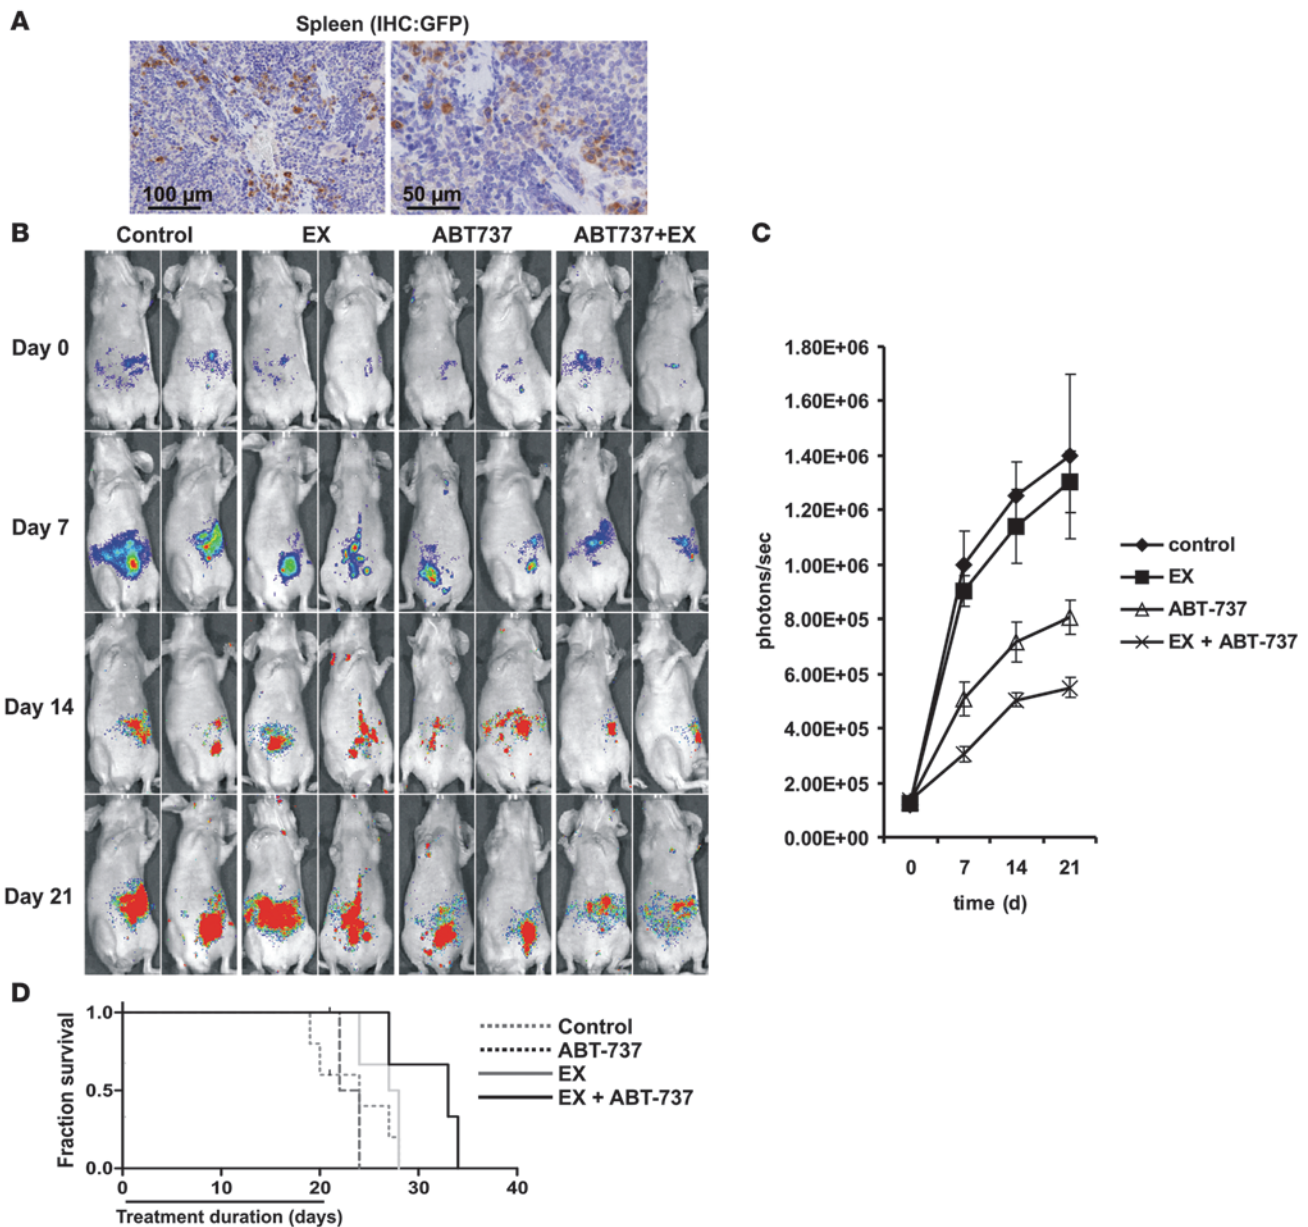 A
Spleen (IHC:GFP)
100 µm
50 µm
B
Control EX ABT737 ABT737+EX
Day 0
Day 7
Day 14
Day 21
C
1.80E+06
1.60E+06
1.40E+06
1.20E+06
1.00E+06
8.00E+05
6.00E+05
4.00E+05
2.00E+05
0.00E+00
photons/sec
0 7 14 21
time (d)
control
EX
ABT-737
EX + ABT-737
D
1.0
0.5
0.0
Fraction survival
0 10 20 30 40
Treatment duration (days)
Control
ABT-737
EX
EX + ABT-737